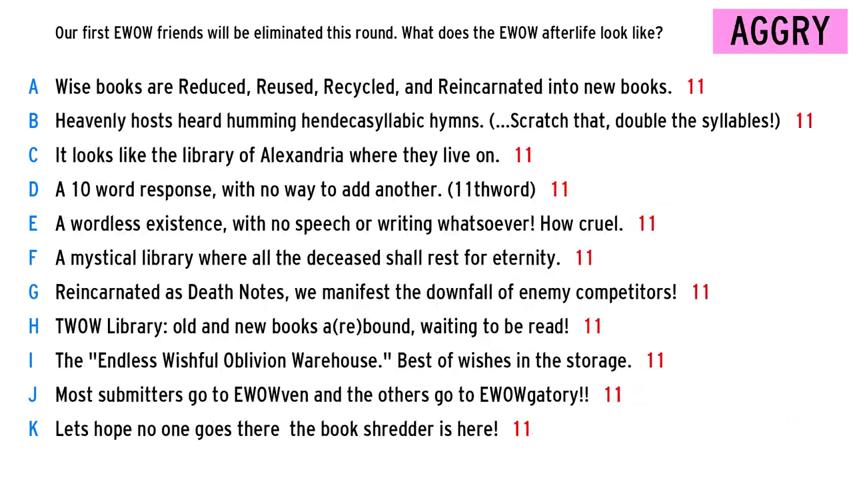 Our first EWOW friends will be eliminated this round. What does the EWOW afterlife look like?
AGGRY
A Wise books are Reduced, Reused, Recycled, and Reincarnated into new books. 11
B Heavenly hosts heard humming hendecasyllabic hymns. (...Scratch that, double the syllables!) 11
C It looks like the library of Alexandria where they live on. 11
D A 10 word response, with no way to add another. (11thword) 11
E A wordless existence, with no speech or writing whatsoever! How cruel. 11
F A mystical library where all the deceased shall rest for eternity. 11
G Reincarnated as Death Notes, we manifest the downfall of enemy competitors! 11
H TWOW Library: old and new books a(re)bound, waiting to be read! 11
I The "Endless Wishful Oblivion Warehouse." Best of wishes in the storage. 11
J Most submitters go to EWOWven and the others go to EWOWgatory!! 11
K Lets hope no one goes there  the book shredder is here! 11